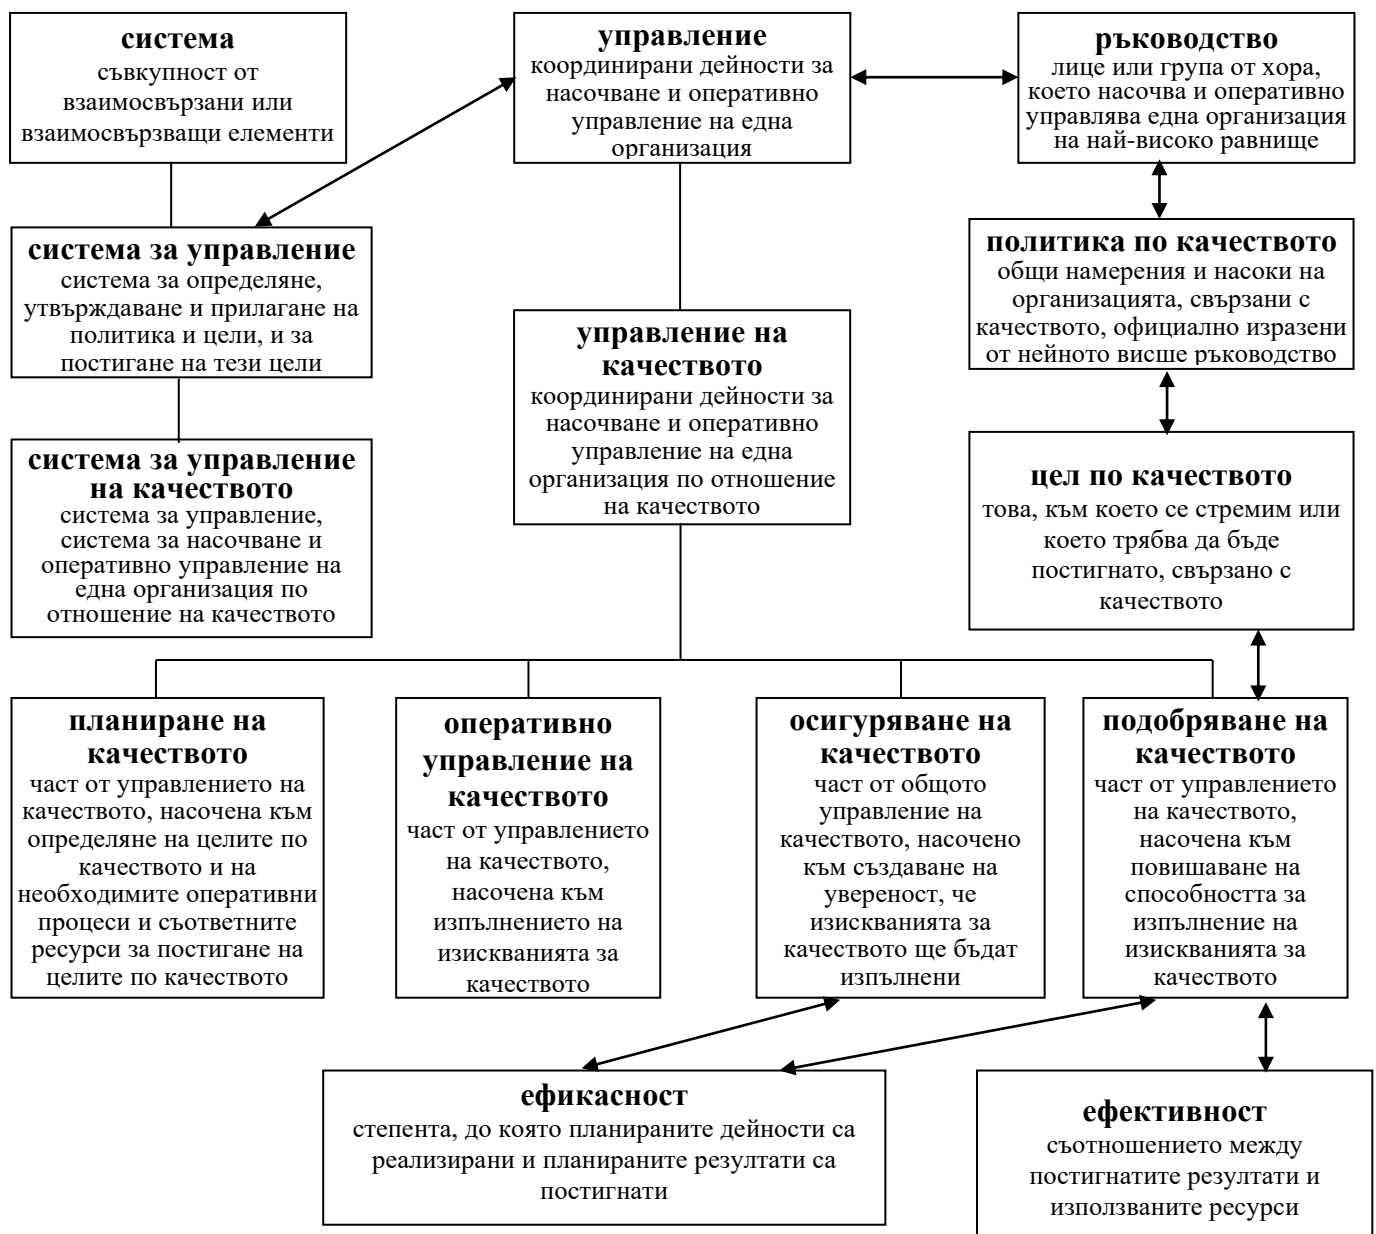 система
съвкупност от
взаимосвързани или
взаимосвързващи елементи
управление
координирани дейности за
насочване и оперативно
управление на една
организация
ръководство
лице или група от хора,
което насочва и оперативно
управлява една организация
на най-високо равнище
система за управление
система за определяне,
утвърждаване и прилагане на
политика и цели, и за
постигане на тези цели
управление на
качеството
координирани дейности за
насочване и оперативно
управление на една
организация по отношение
на качеството
политика по качеството
общи намерения и насоки на
организацията, свързани с
качеството, официално изразени
от нейното висше ръководство
система за управление
на качеството
система за управление,
система за насочване и
оперативно управление на
една организация по
отношение на качеството
цел по качеството
това, към което се стремим или
което трябва да бъде
постигнато, свързано с
качеството
планиране на
качеството
част от управлението на
качеството, насочена към
определяне на целите по
качеството и на
необходимите оперативни
процеси и съответните
ресурси за постигане на
целите по качеството
оперативно
управление на
качеството
част от управлението
на качеството,
насочена към
изпълнението на
изискванията за
качеството
осигуряване на
качеството
част от общото
управление на
качеството, насочено
към създаване на
увереност, че
изискванията за
качеството ще бъдат
изпълнени
подобряване на
качеството
част от управлението
на качеството,
насочена към
повишаване на
способността за
изпълнение на
изискванията за
качеството
ефикасност
степента, до която планираните дейности са
реализирани и планираните резултати са
постигнати
ефективност
съотношението между
постигнатите резултати и
използваните ресурси